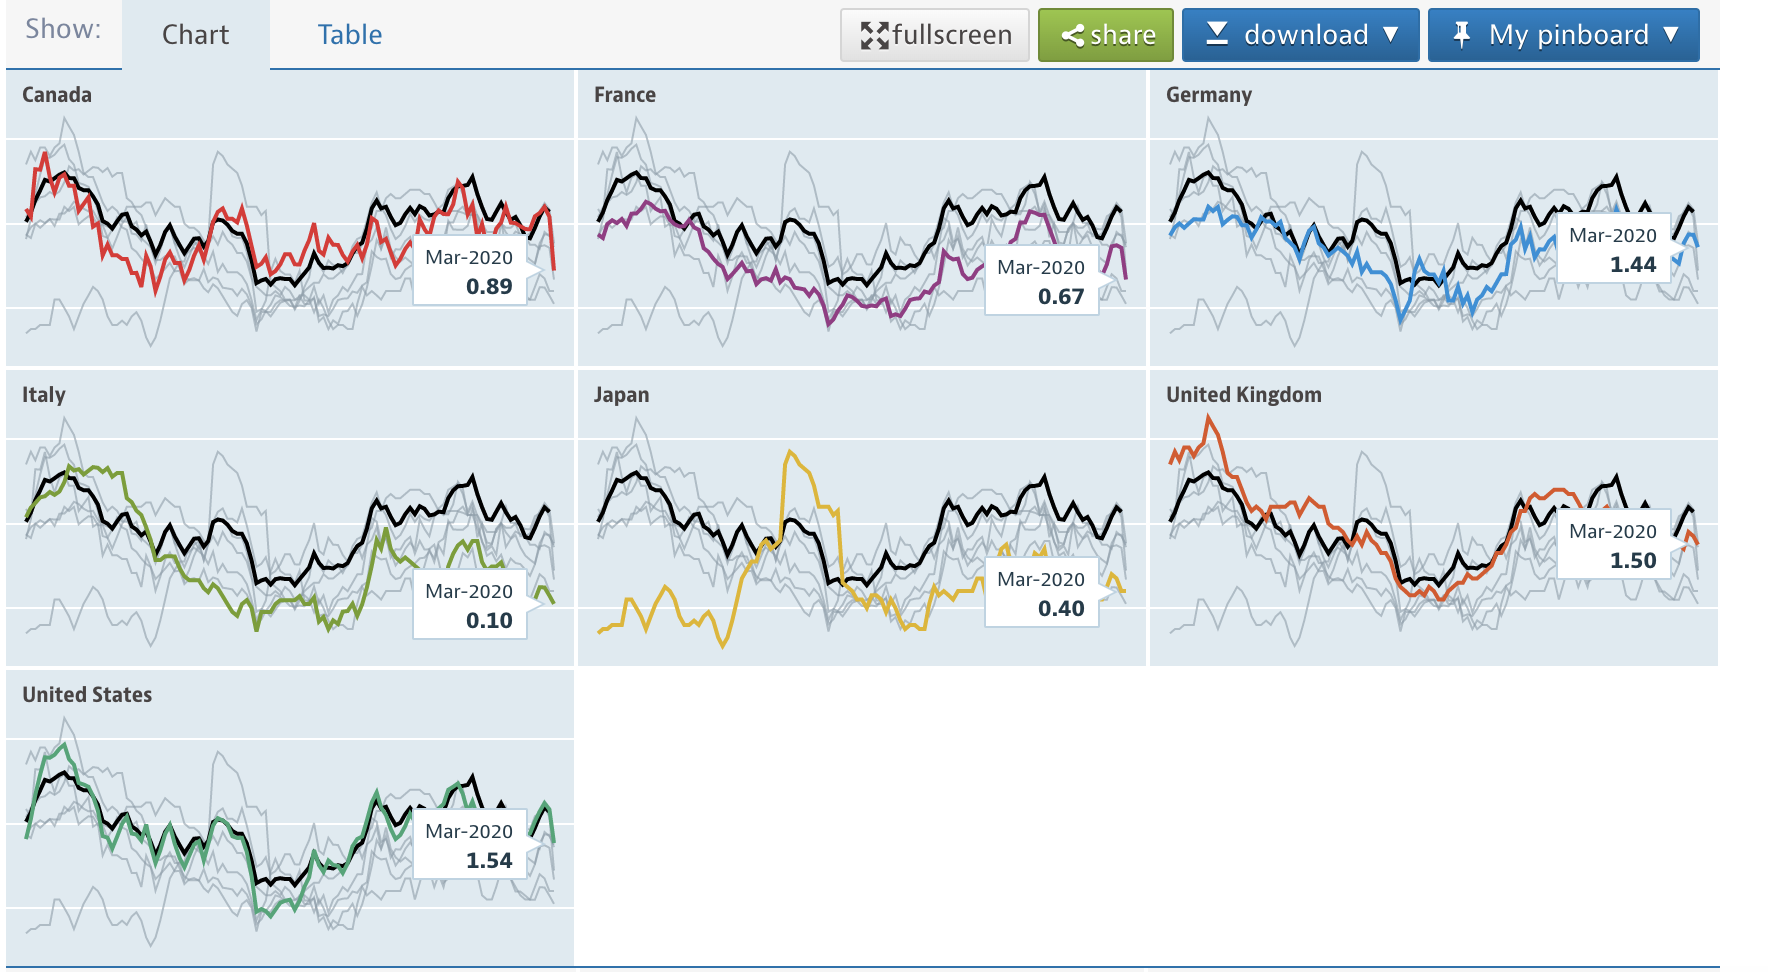 Show: Chart Table fullscreen share download ▼ My pinboard ▼
Canada
Mar-2020
0.89
France
Mar-2020
0.67
Germany
Mar-2020
1.44
Italy
Mar-2020
0.10
Japan
Mar-2020
0.40
United Kingdom
Mar-2020
1.50
United States
Mar-2020
1.54